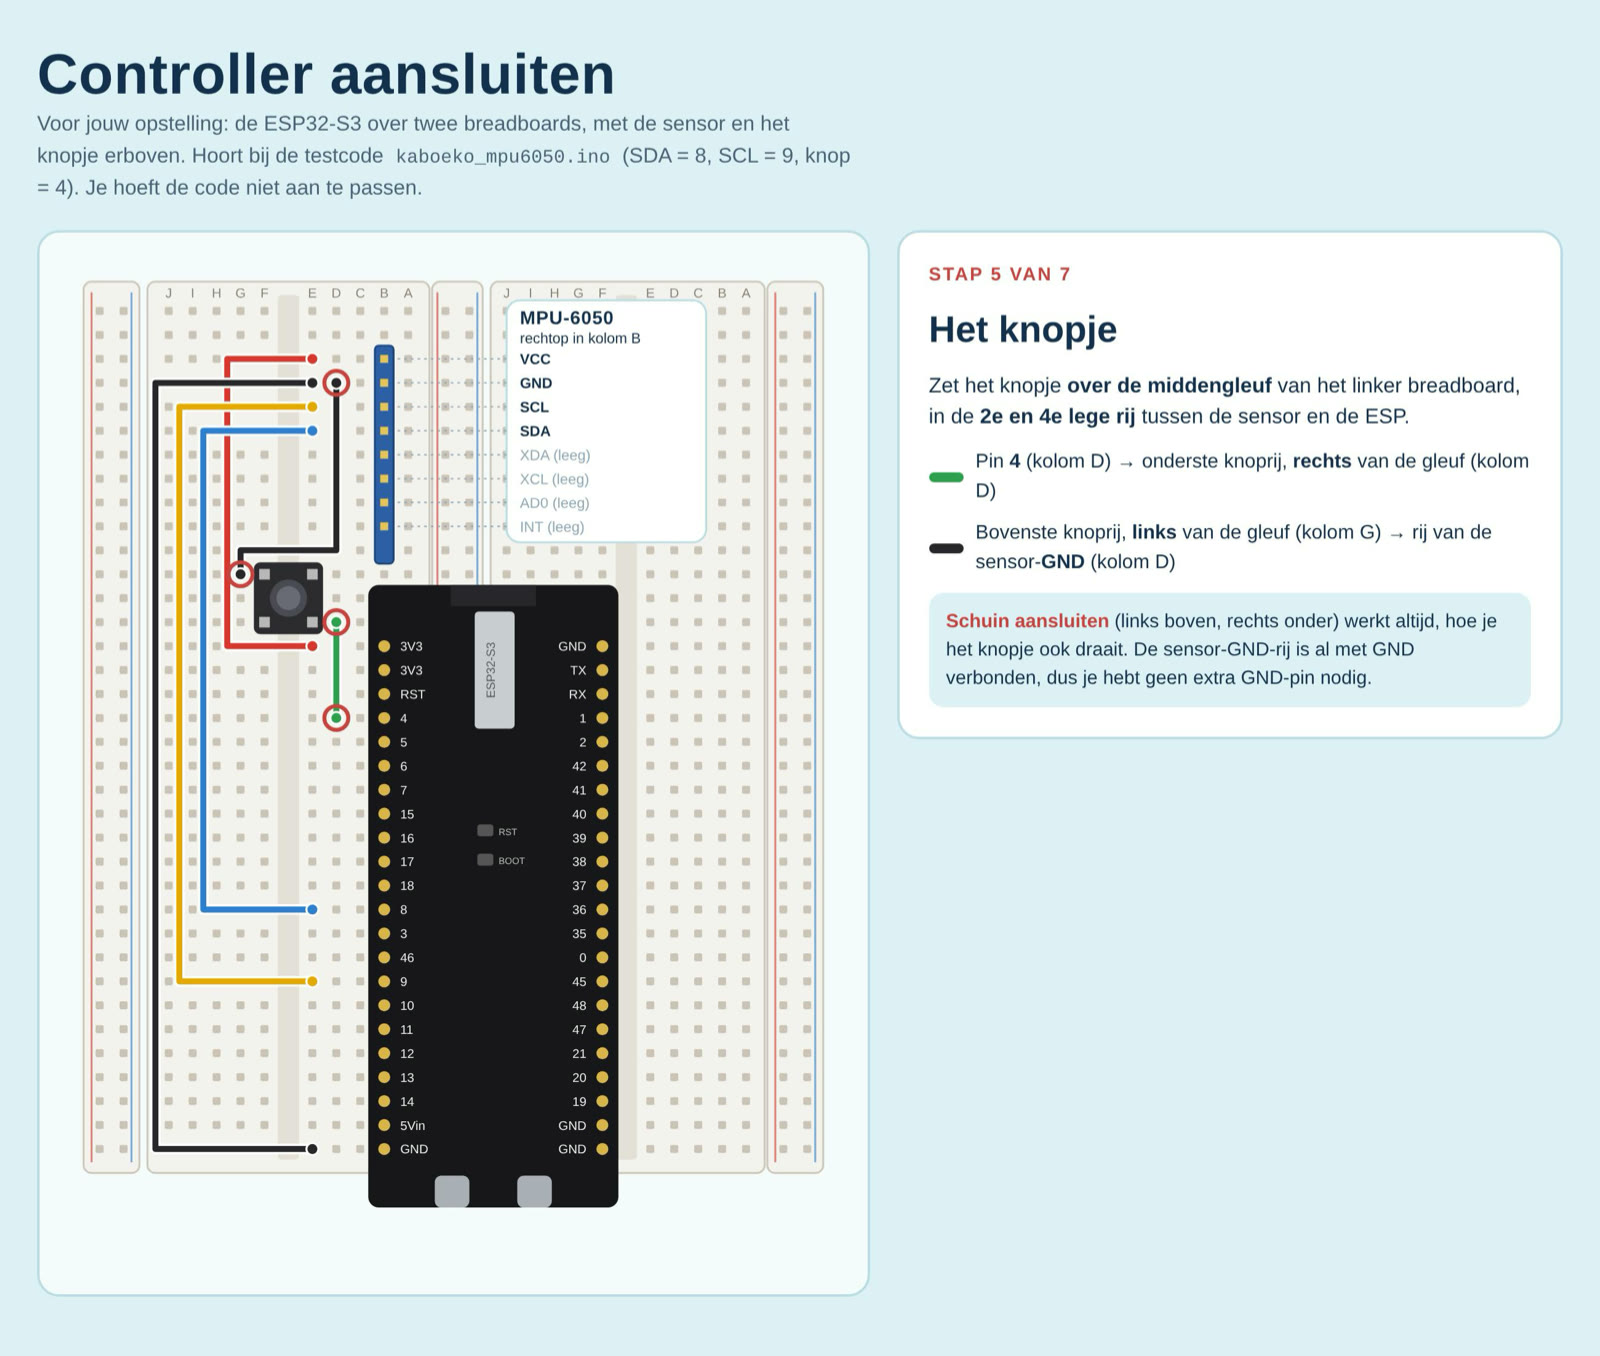 Controller aansluiten
Voor jouw opstelling: de ESP32-S3 over twee breadboards, met de sensor en het
knopje erboven. Hoort bij de testcode kaboeko_mpu6050.ino (SDA = 8, SCL = 9, knop
= 4). Je hoeft de code niet aan te passen.
J I H G F E D C B A
J I H G F E D C B A
MPU-6050
rechtop in kolom B
VCC
GND
SCL
SDA
XDA (leeg)
XCL (leeg)
AD0 (leeg)
INT (leeg)
ESP32-S3
3V3 GND
3V3 TX
RST RX
4 1
5 2
6 42
7 41
15 40
RST
16 39
BOOT
17 38
18 37
8 36
3 35
46 0
9 45
10 48
11 47
12 21
13 20
14 19
5Vin GND
GND GND
STAP 5 VAN 7
Het knopje
Zet het knopje over de middengleuf van het linker breadboard,
in de 2e en 4e lege rij tussen de sensor en de ESP.
Pin 4 (kolom D) → onderste knoprij, rechts van de gleuf (kolom
D)
Bovenste knoprij, links van de gleuf (kolom G) → rij van de
sensor-GND (kolom D)
Schuin aansluiten (links boven, rechts onder) werkt altijd, hoe je
het knopje ook draait. De sensor-GND-rij is al met GND
verbonden, dus je hebt geen extra GND-pin nodig.